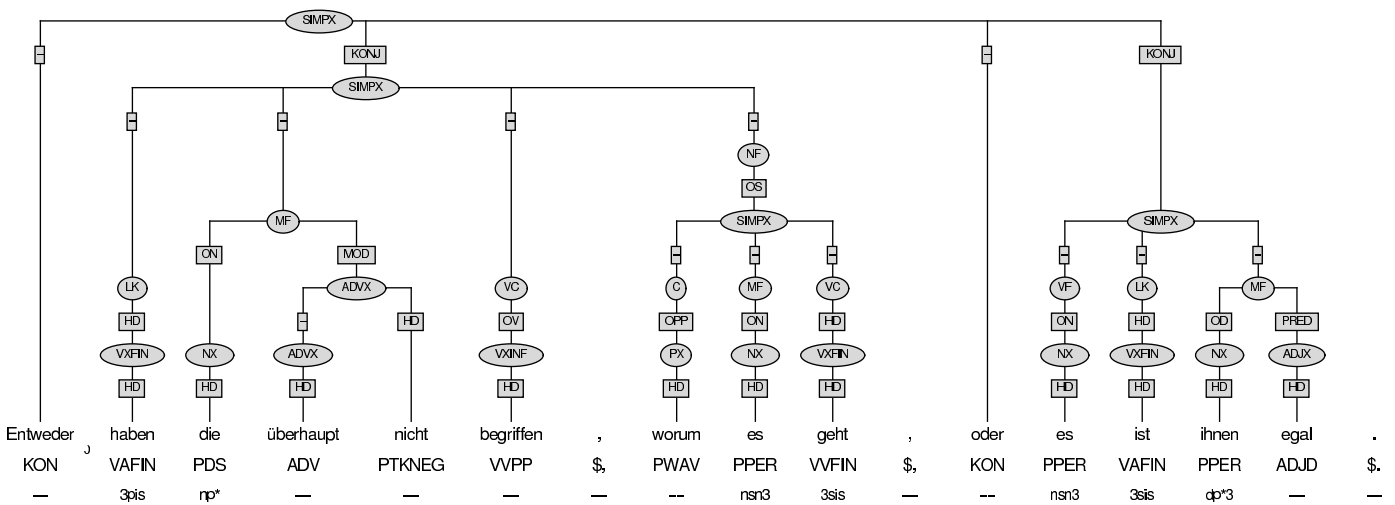 SIMPX
– KONJ – KONJ
SIMPX
– – – –
NF
OS
MF SIMPX SIMPX
ON MOD – – – – – –
LK ADVX VC C MF VC VF LK MF
HD – HD OV OPP ON HD ON HD OD PRED
VXFIN NX ADVX VXINF PX NX VXFIN NX VXFIN NX ADJX
HD HD HD HD HD HD HD HD HD HD HD
Entweder haben die überhaupt nicht begriffen , worum es geht , oder es ist ihnen egal .
KON VAFIN PDS ADV PTKNEG VVPP $, PWAV PPER VVFIN $, KON PPER VAFIN PPER ADJD $.
— 3pis np* — — — — -- nsn3 3sis — -- nsn3 3sis dp*3 — —